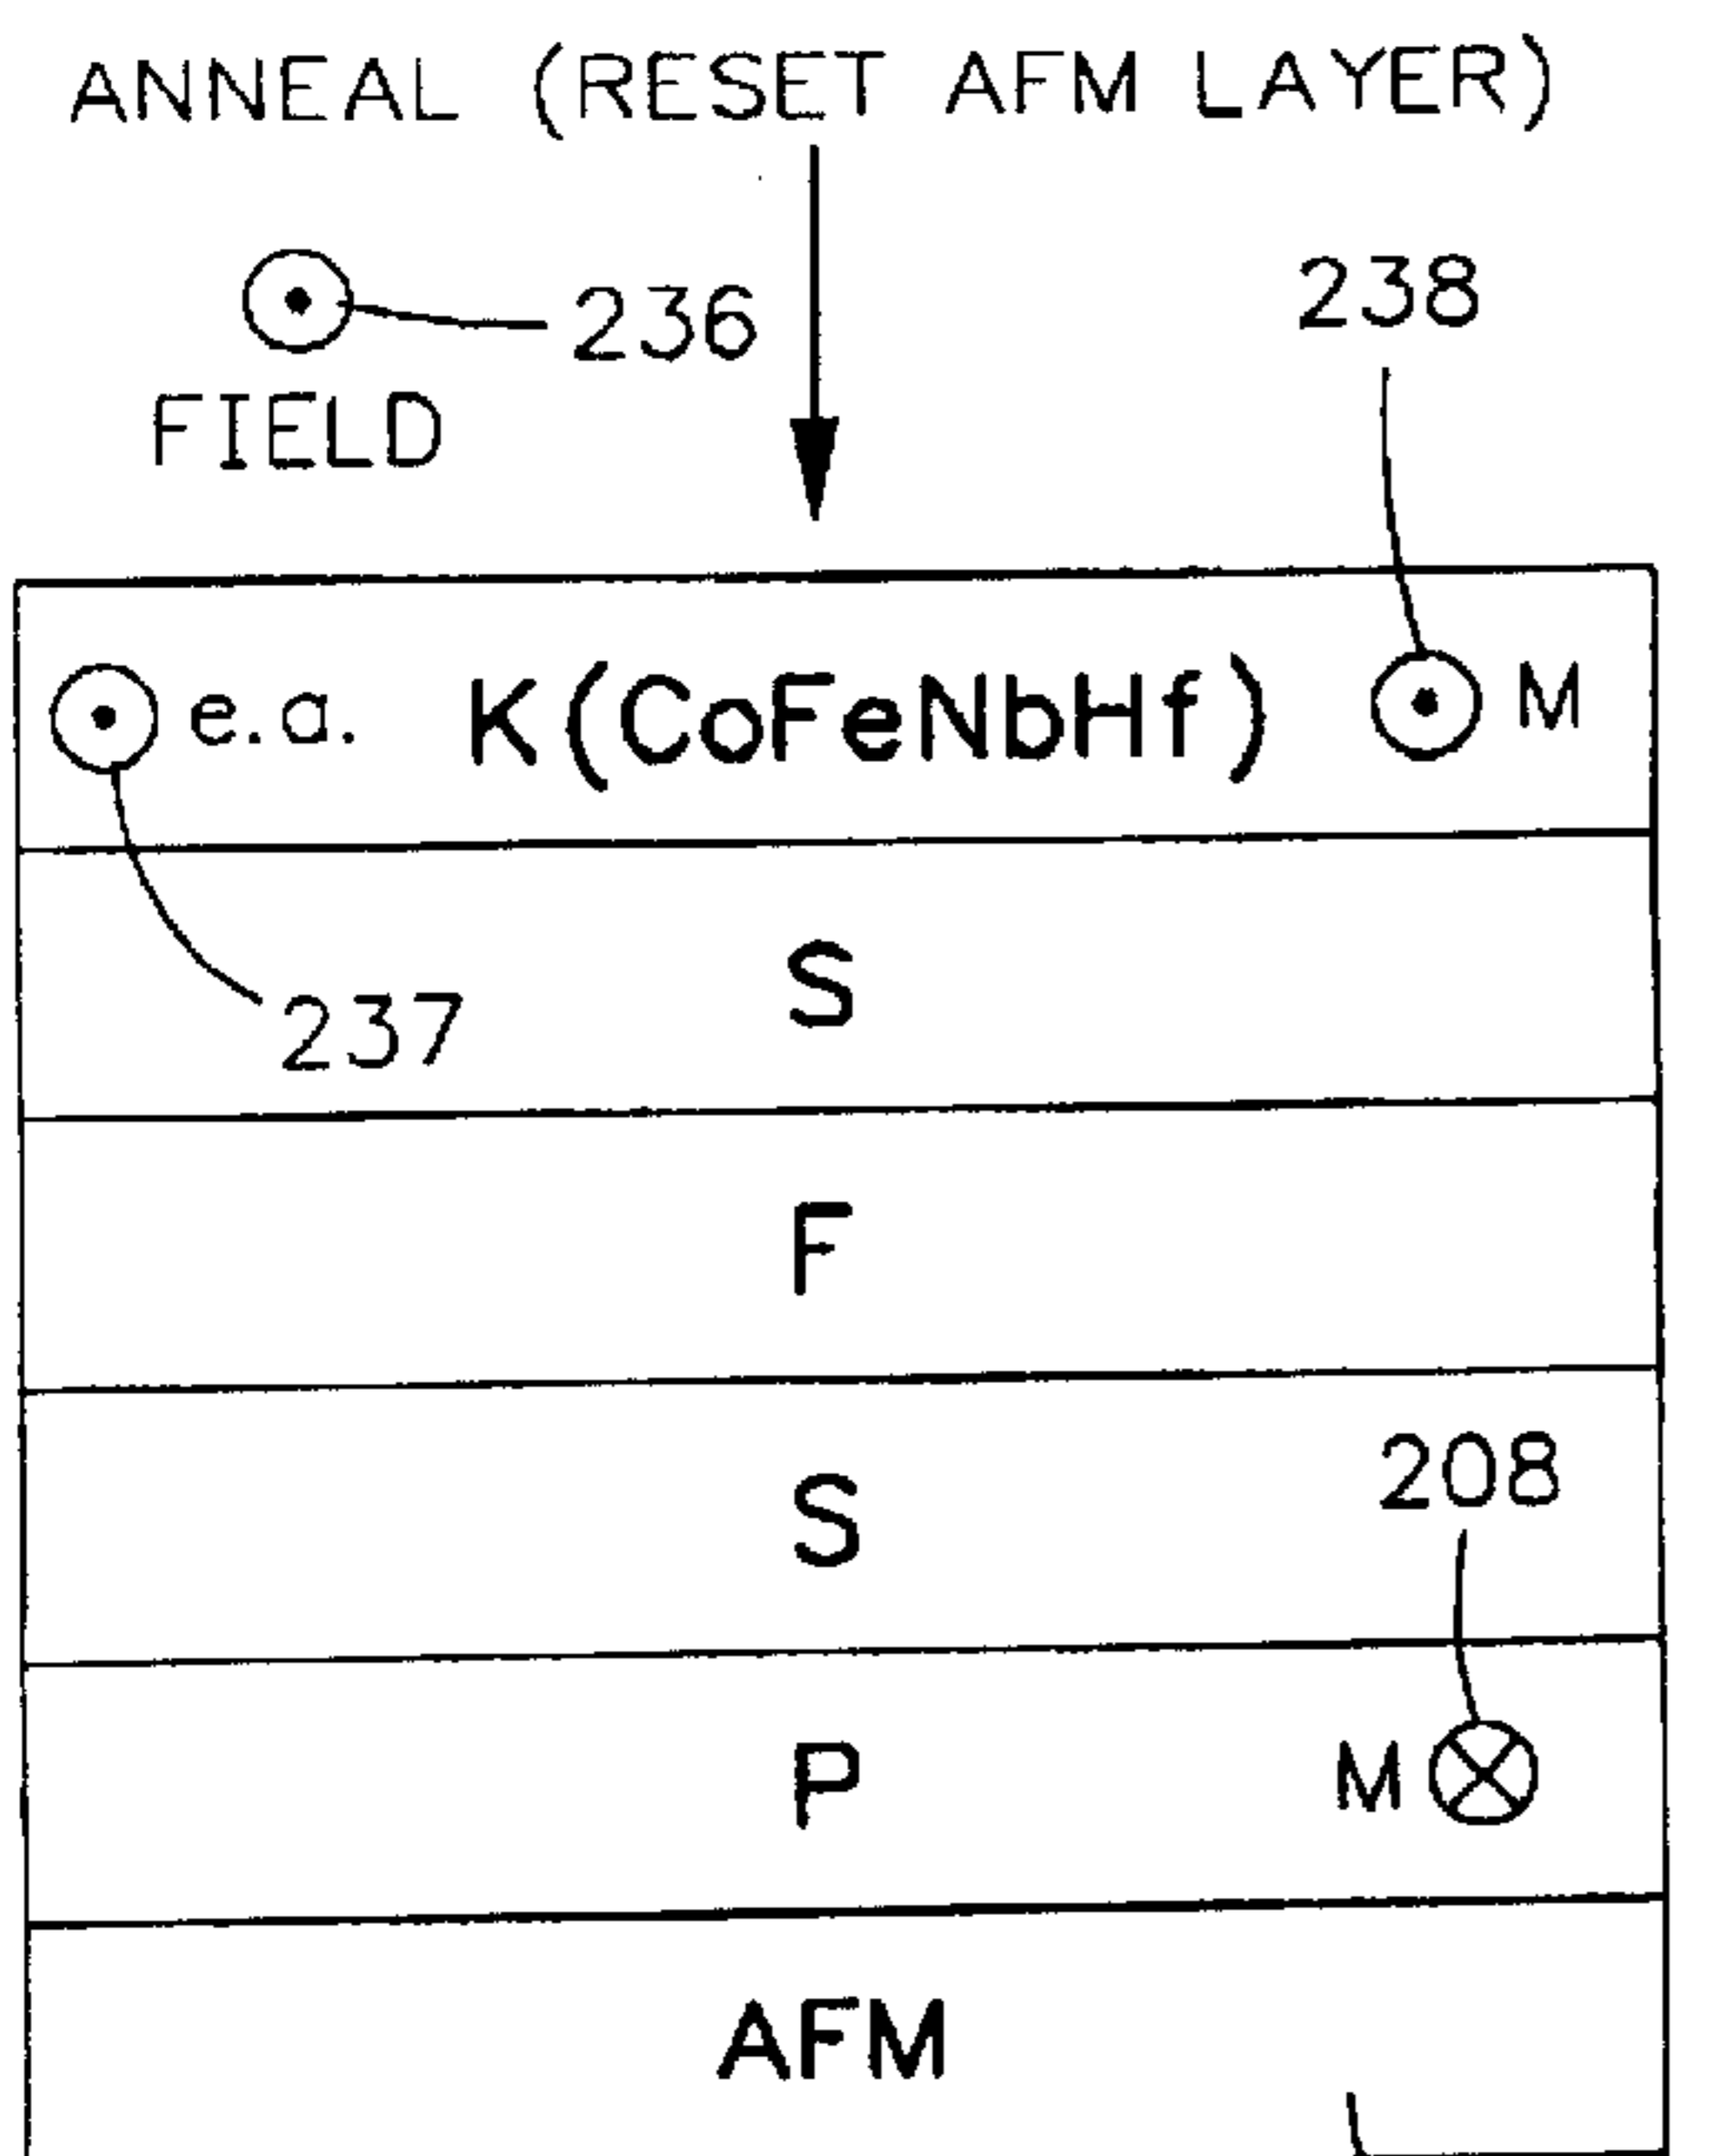 ANNEAL (RESET AFM LAYER)
236
238
FIELD
e.a. K(CoFeNbHf) M
S
237
F
208
S
P M
AFM